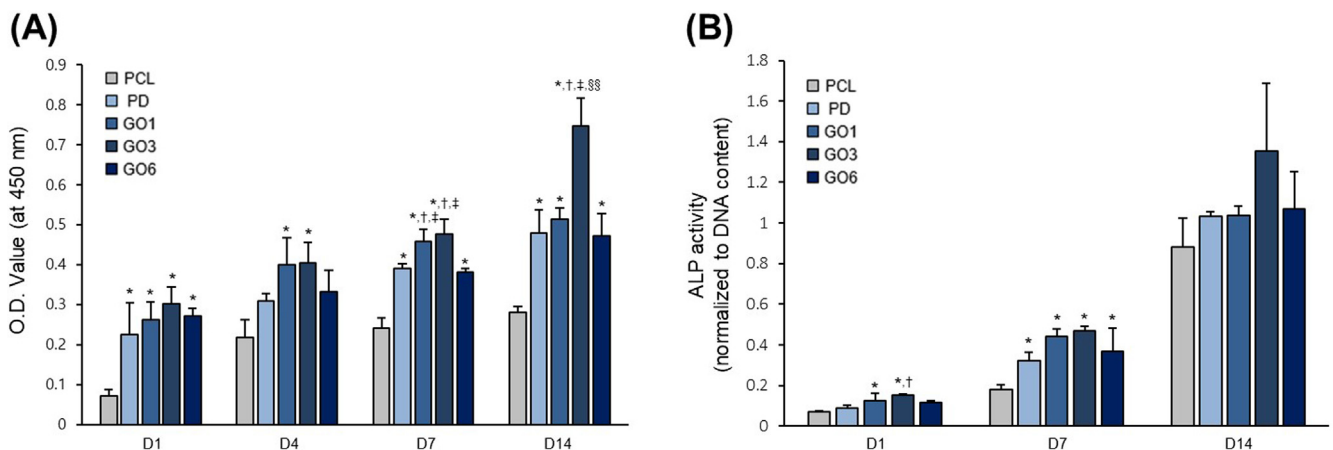 (A)
O.D. Value (at 450 nm)
0.9
0.8
0.7
0.6
0.5
0.4
0.3
0.2
0.1
0
PCL
PD
GO1
GO3
GO6
*
*
*
*
*
*
*
*,†,‡
*,†,‡
*
*
*
*,†,‡,§§
*
D1
D4
D7
D14
(B)
ALP activity
(normalized to DNA content)
1.8
1.6
1.4
1.2
1
0.8
0.6
0.4
0.2
0
PCL
PD
GO1
GO3
GO6
*
*,†
*
*
*
*
D1
D7
D14